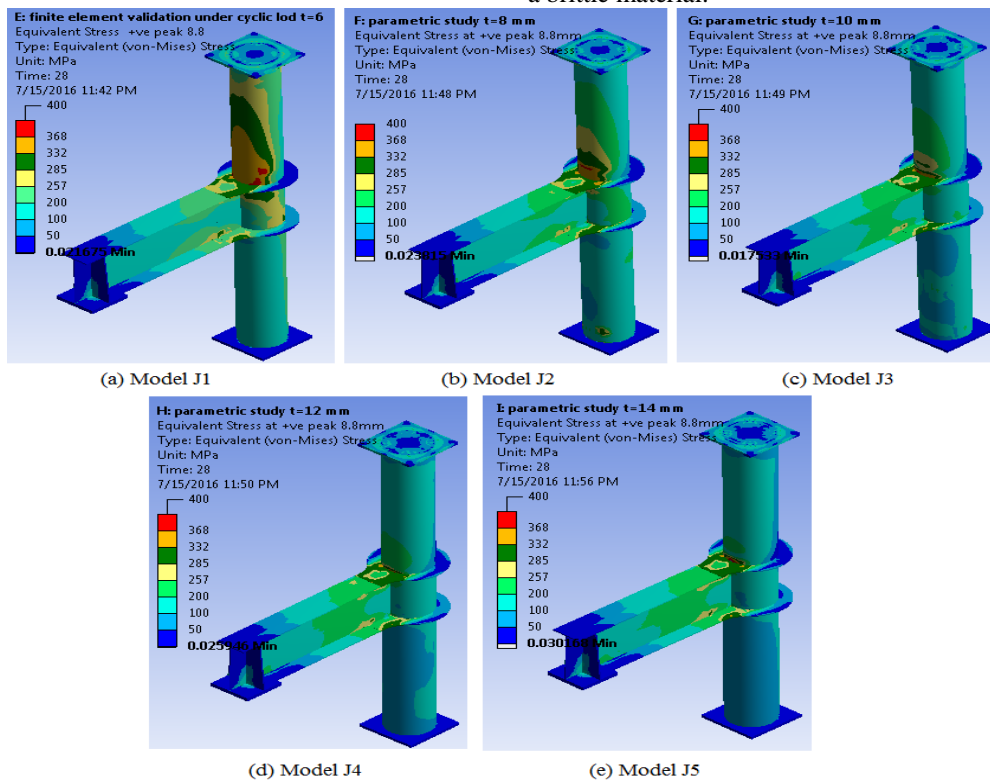 a brittle material.
E: finite element validation under cyclic lod t=6
Equivalent Stress +ve peak 8.8
Type: Equivalent (von-Mises) Stress
Unit: MPa
Time: 28
7/15/2016 11:42 PM
400
368
332
285
257
200
100
50
0.021675 Min
(a) Model J1
F: parametric study t=8 mm
Equivalent Stress at +ve peak 8.8mm
Type: Equivalent (von-Mises) Stress
Unit: MPa
Time: 28
7/15/2016 11:48 PM
400
368
332
285
257
200
100
50
0.023815 Min
(b) Model J2
G: parametric study t=10 mm
Equivalent Stress at +ve peak 8.8mm
Type: Equivalent (von-Mises) Stress
Unit: MPa
Time: 28
7/15/2016 11:49 PM
400
368
332
285
257
200
100
50
Min
(c) Model J3
H: parametric study t=12 mm
Equivalent Stress at +ve peak 8.8mm
Type: Equivalent (von-Mises) Stress
Unit: MPa
Time: 28
7/15/2016 11:50 PM
400
368
332
285
257
200
100
50
Min
(d) Model J4
I: parametric study t=14 mm
Equivalent Stress at +ve peak 8.8mm
Type: Equivalent (von-Mises) Stress
Unit: MPa
Time: 28
7/15/2016 11:56 PM
400
368
332
285
257
200
100
50
0.030160 Min
(e) Model J5